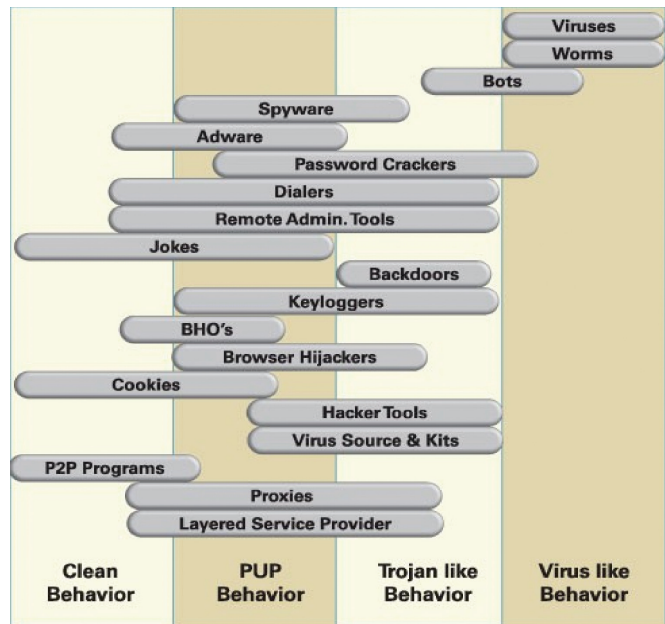 Viruses
Worms
Bots
Spyware
Adware
Password Crackers
Dialers
Remote Admin. Tools
Jokes
Backdoors
Keyloggers
BHO's
Browser Hijackers
Cookies
Hacker Tools
Virus Source & Kits
P2P Programs
Proxies
Layered Service Provider
Clean
Behavior
PUP
Behavior
Trojan like
Behavior
Virus like
Behavior